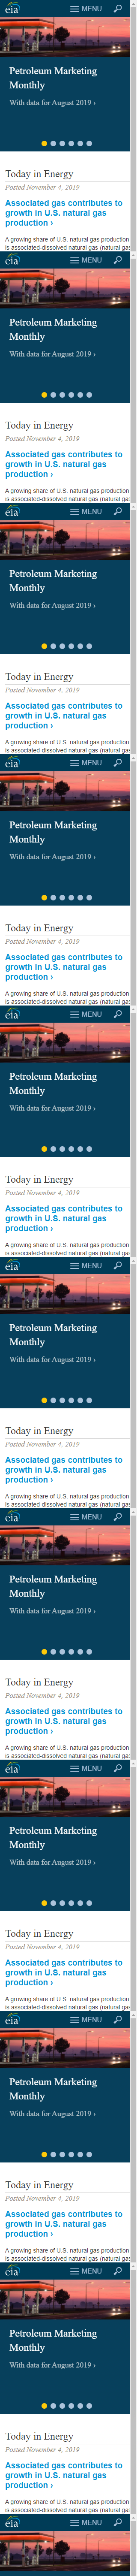 eia MENU
Petroleum Marketing
Monthly
With data for August 2019 ›
Today in Energy
Posted November 4, 2019
Associated gas contributes to
growth in U.S. natural gas
production ›
A growing share of U.S. natural gas production
is associated-dissolved natural gas (natural gas
eia MENU
Petroleum Marketing
Monthly
With data for August 2019 ›
Today in Energy
Posted November 4, 2019
Associated gas contributes to
growth in U.S. natural gas
production ›
A growing share of U.S. natural gas production
is associated-dissolved natural gas (natural gas
eia MENU
Petroleum Marketing
Monthly
With data for August 2019 ›
Today in Energy
Posted November 4, 2019
Associated gas contributes to
growth in U.S. natural gas
production ›
A growing share of U.S. natural gas production
is associated-dissolved natural gas (natural gas
eia MENU
Petroleum Marketing
Monthly
With data for August 2019 ›
Today in Energy
Posted November 4, 2019
Associated gas contributes to
growth in U.S. natural gas
production ›
A growing share of U.S. natural gas production
is associated-dissolved natural gas (natural gas
eia MENU
Petroleum Marketing
Monthly
With data for August 2019 ›
Today in Energy
Posted November 4, 2019
Associated gas contributes to
growth in U.S. natural gas
production ›
A growing share of U.S. natural gas production
is associated-dissolved natural gas (natural gas
eia MENU
Petroleum Marketing
Monthly
With data for August 2019 ›
Today in Energy
Posted November 4, 2019
Associated gas contributes to
growth in U.S. natural gas
production ›
A growing share of U.S. natural gas production
is associated-dissolved natural gas (natural gas
eia MENU
Petroleum Marketing
Monthly
With data for August 2019 ›
Today in Energy
Posted November 4, 2019
Associated gas contributes to
growth in U.S. natural gas
production ›
A growing share of U.S. natural gas production
is associated-dissolved natural gas (natural gas
eia MENU
Petroleum Marketing
Monthly
With data for August 2019 ›
Today in Energy
Posted November 4, 2019
Associated gas contributes to
growth in U.S. natural gas
production ›
A growing share of U.S. natural gas production
is associated-dissolved natural gas (natural gas
eia MENU
Petroleum Marketing
Monthly
With data for August 2019 ›
Today in Energy
Posted November 4, 2019
Associated gas contributes to
growth in U.S. natural gas
production ›
A growing share of U.S. natural gas production
is associated-dissolved natural gas (natural gas
eia MENU
Petroleum Marketing
Monthly
With data for August 2019 ›
Today in Energy
Posted November 4, 2019
Associated gas contributes to
growth in U.S. natural gas
production ›
A growing share of U.S. natural gas production
is associated-dissolved natural gas (natural gas
eia MENU